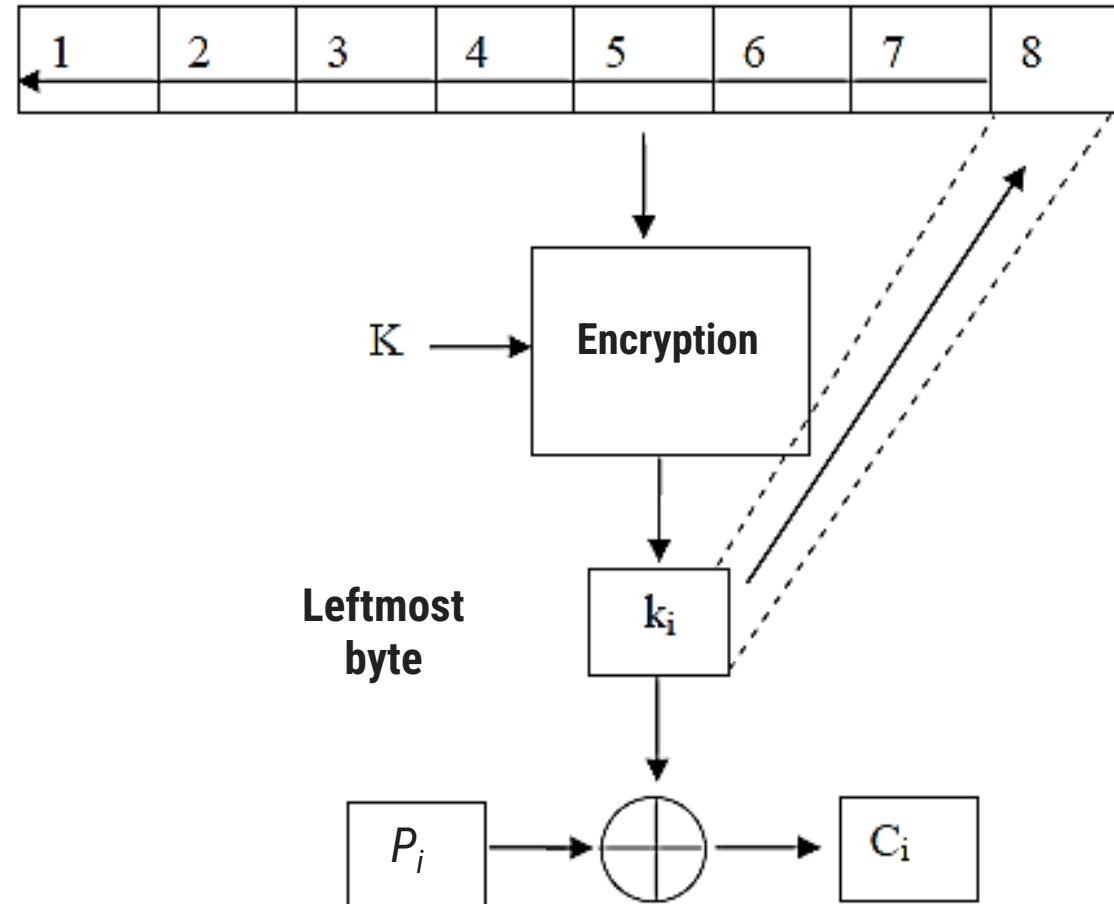 1 2 3 4 5 6 7 8
K
Encryption
Leftmost
byte
kᵢ
Pᵢ
Cᵢ